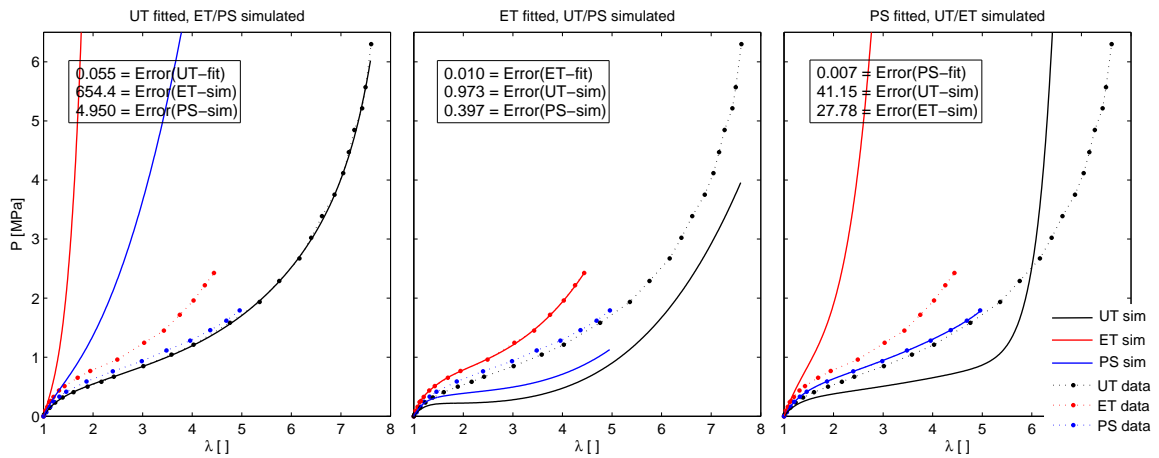 UT fitted, ET/PS simulated
ET fitted, UT/PS simulated
PS fitted, UT/ET simulated
P [MPa]
6
5
4
3
2
1
0
0.055 = Error(UT−fit)
654.4 = Error(ET−sim)
4.950 = Error(PS−sim)
0.010 = Error(ET−fit)
0.973 = Error(UT−sim)
0.397 = Error(PS−sim)
0.007 = Error(PS−fit)
41.15 = Error(UT−sim)
27.78 = Error(ET−sim)
UT sim
ET sim
PS sim
UT data
ET data
PS data
1 2 3 4 5 6 7 8
1 2 3 4 5 6 7 8
1 2 3 4 5 6
λ [ ]
λ [ ]
λ [ ]